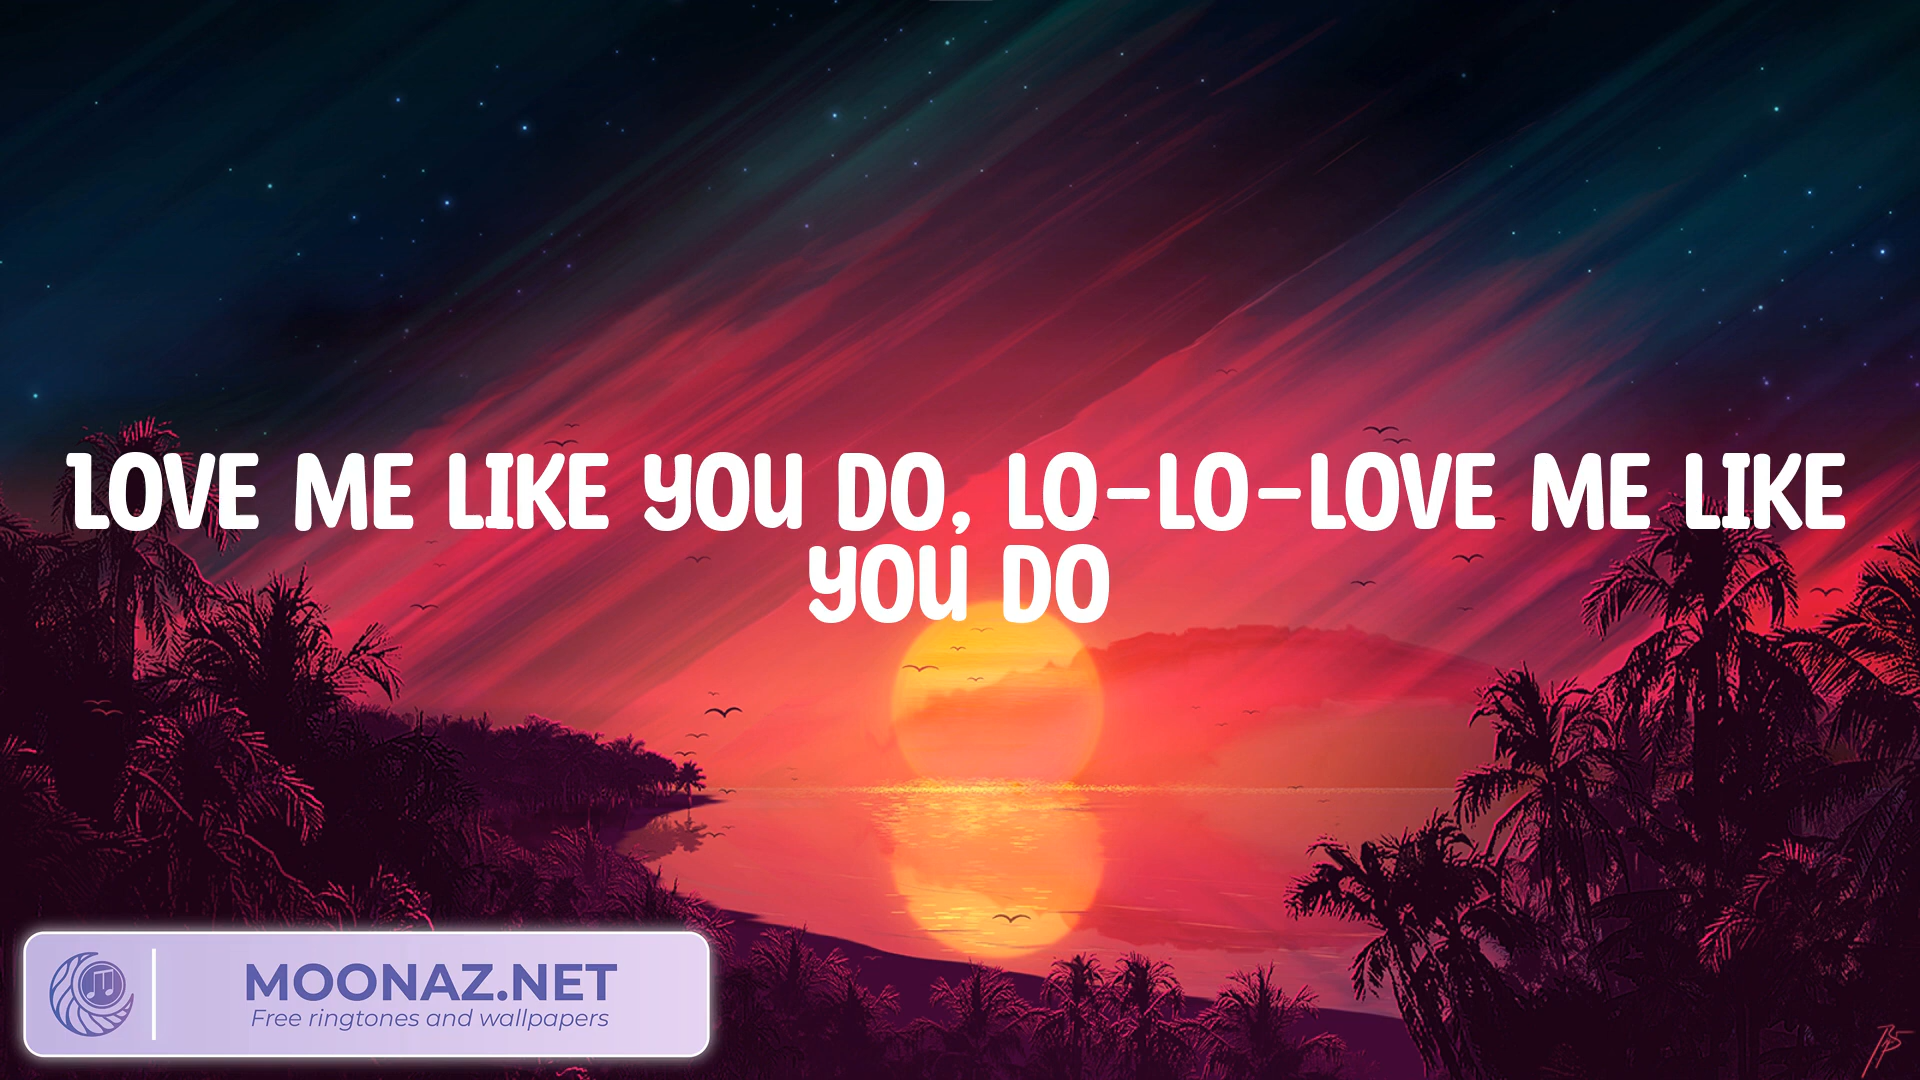 LOVE ME LIKE YOU DO, LO-LO-LOVE ME LIKE
YOU DO
MOONAZ.NET
Free ringtones and wallpapers